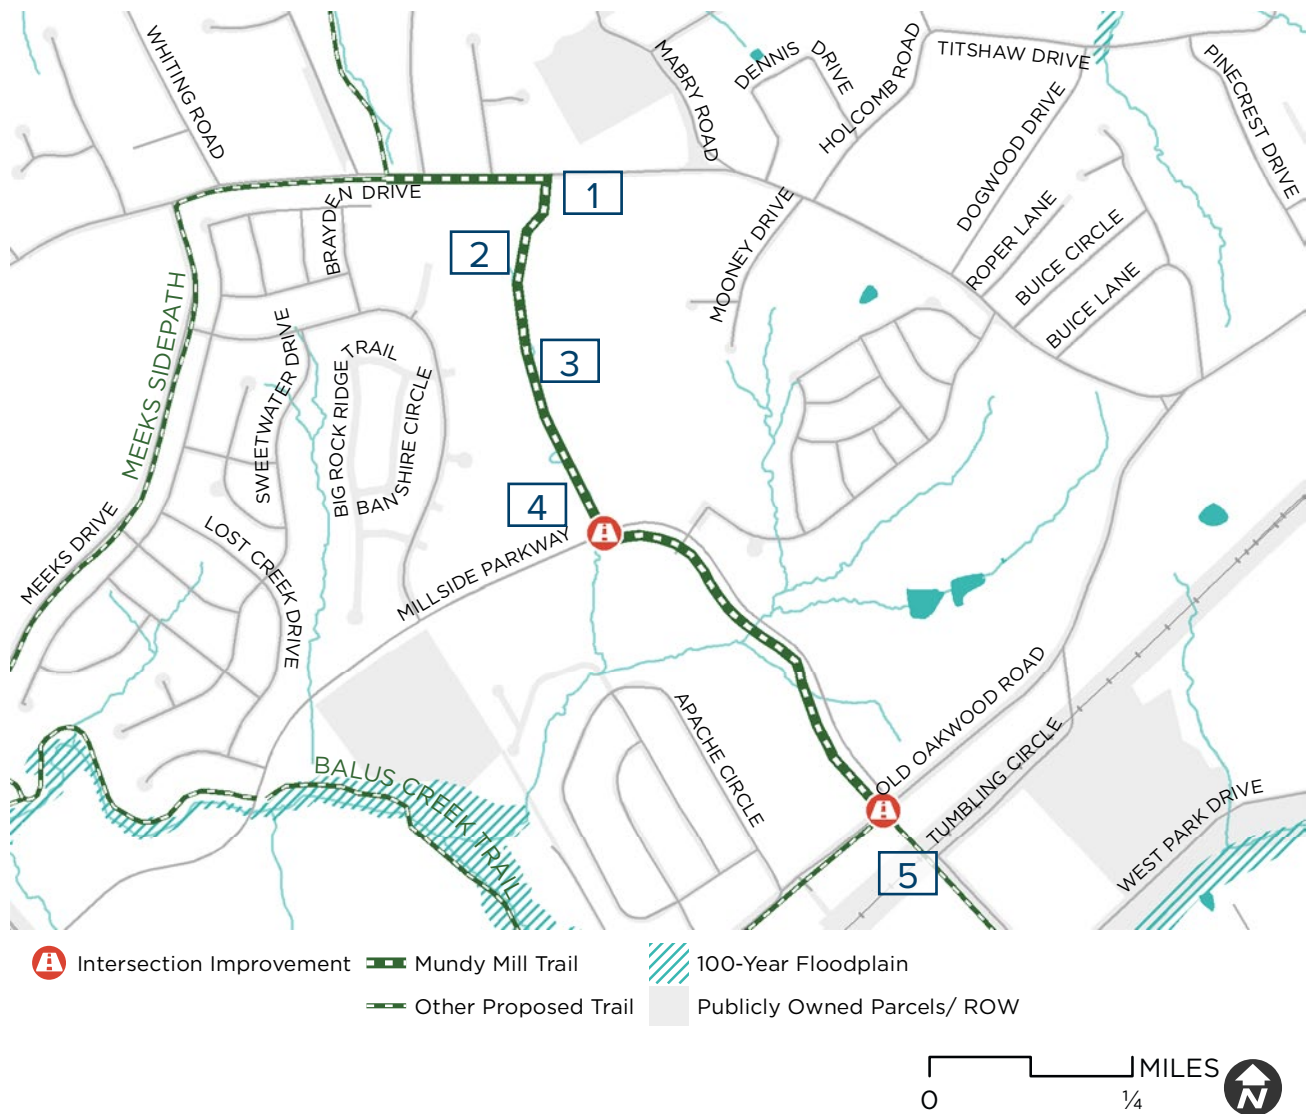 WHITING ROAD
MABRY ROAD
DENNIS DRIVE
HOLCOMB ROAD
TITSHAW DRIVE
PINECREST DRIVE
DOGWOOD DRIVE
BRAYDEN DRIVE
1
2
MOONEY DRIVE
ROPER LANE
BUICE CIRCLE
BUICE LANE
MEEKS SIDEPATH
SWEETWATER DRIVE
BIG ROCK RIDGE TRAIL
BANSHIRE CIRCLE
3
4
MEEKS DRIVE
LOST CREEK DRIVE
MILLSIDE PARKWAY
APACHE CIRCLE
OLD OAKWOOD ROAD
TUMBLING CIRCLE
BALUS CREEK TRAIL
WEST PARK DRIVE
5
Intersection Improvement
Mundy Mill Trail
100-Year Floodplain
Other Proposed Trail
Publicly Owned Parcels/ ROW
MILES
0
¼
N